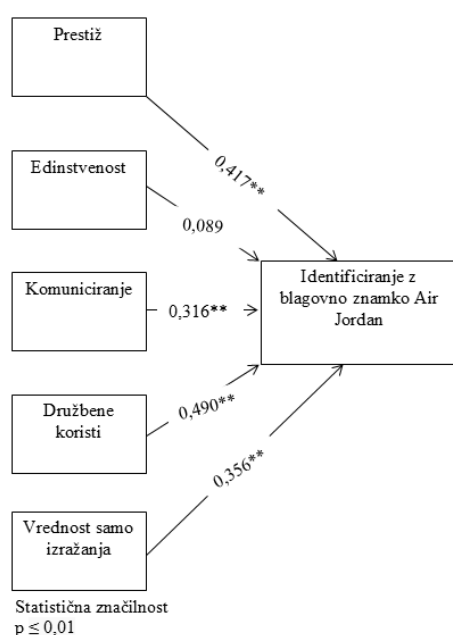 Prestiž
0,417**
Edinstvenost
0,089
Identificiranje z
blagovno znamko Air
Jordan
Komuniciranje
0,316**
Družbene
koristi
0,490**
Vrednost samo
izražanja
0,356**
Statistična značilnost
p ≤ 0,01